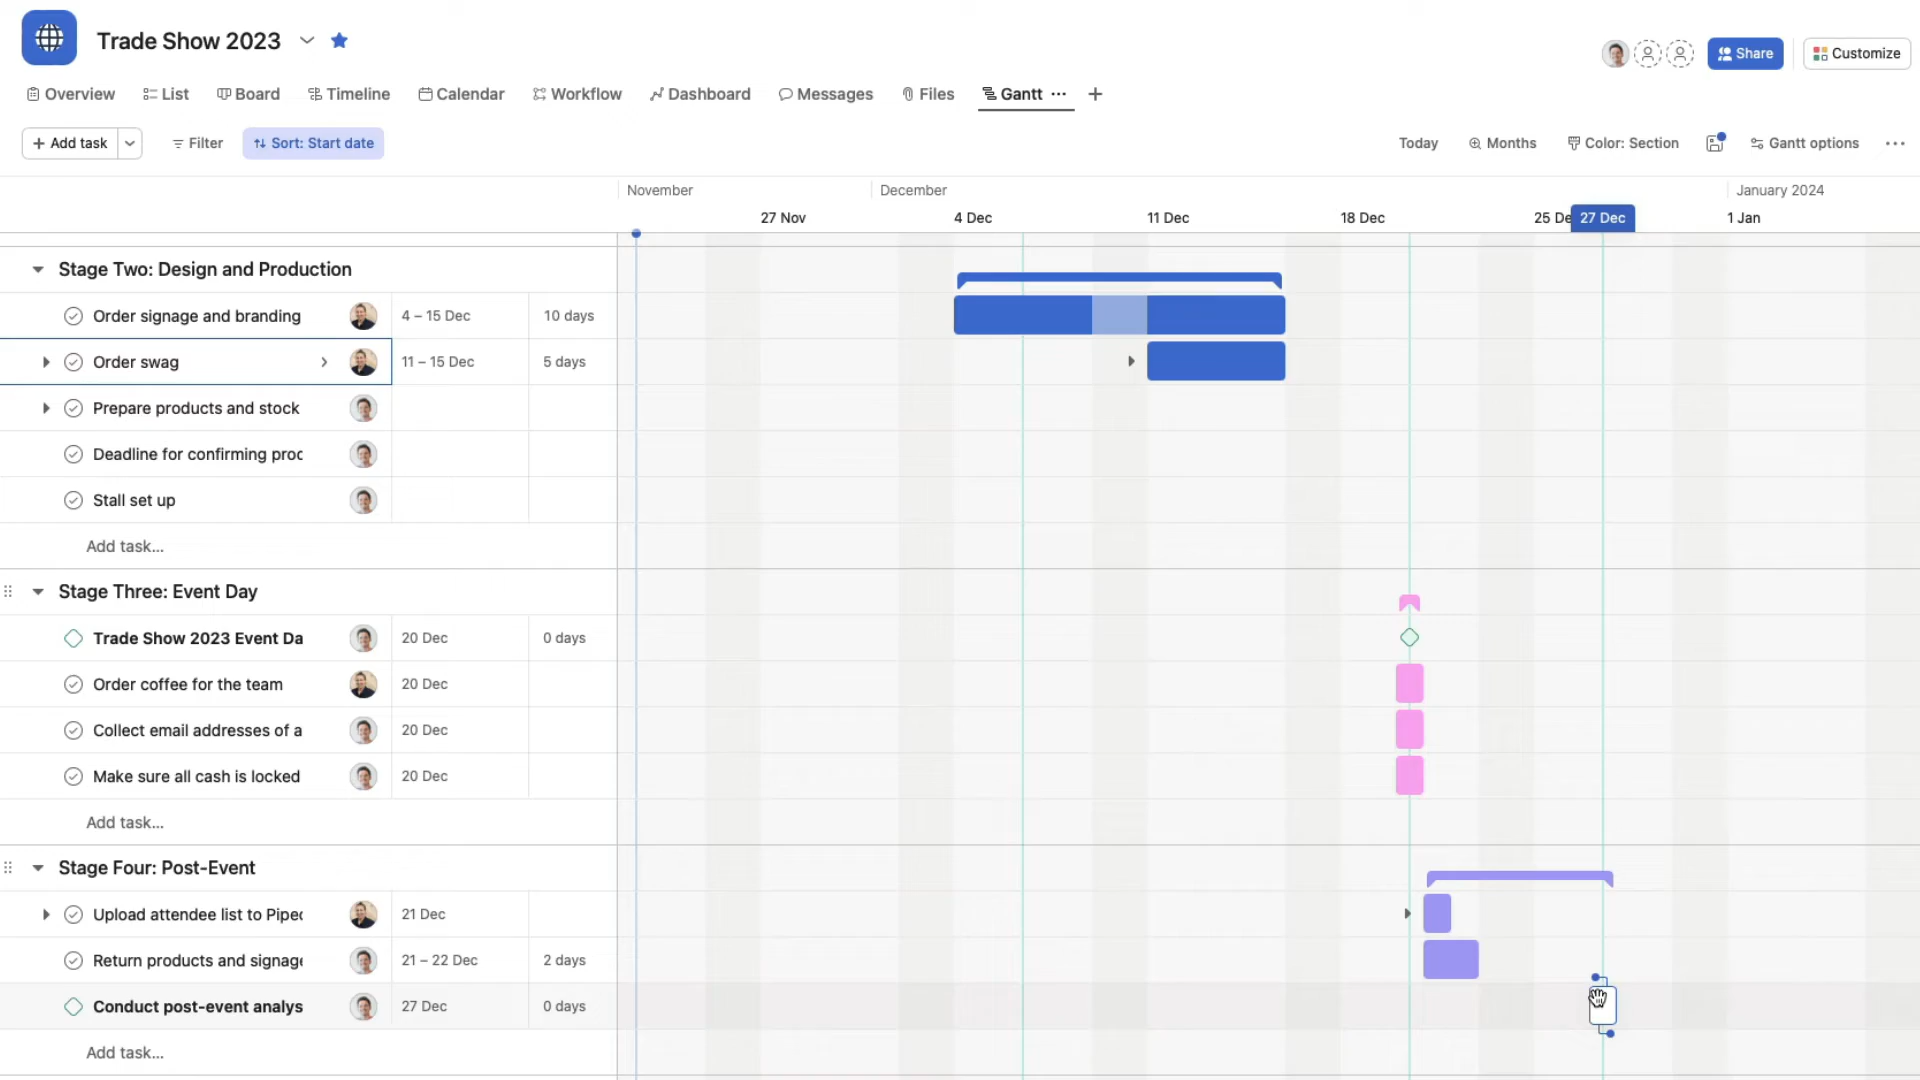 Trade Show 2023
Share
Customize
Overview
List
Board
Timeline
Calendar
Workflow
Dashboard
Messages
Files
Gantt
Add task
Filter
Sort: Start date
Today
Months
Color: Section
Gantt options
November
December
January 2024
27 Nov
4 Dec
11 Dec
18 Dec
25 De
27 Dec
1 Jan
Stage Two: Design and Production
Order signage and branding 4 – 15 Dec 10 days
Order swag 11 – 15 Dec 5 days
Prepare products and stock
Deadline for confirming proc
Stall set up
Add task...
Stage Three: Event Day
Trade Show 2023 Event Da 20 Dec 0 days
Order coffee for the team 20 Dec
Collect email addresses of a 20 Dec
Make sure all cash is locked 20 Dec
Add task...
Stage Four: Post-Event
Upload attendee list to Piped 21 Dec
Return products and signage 21 – 22 Dec 2 days
Conduct post-event analys 27 Dec 0 days
Add task...